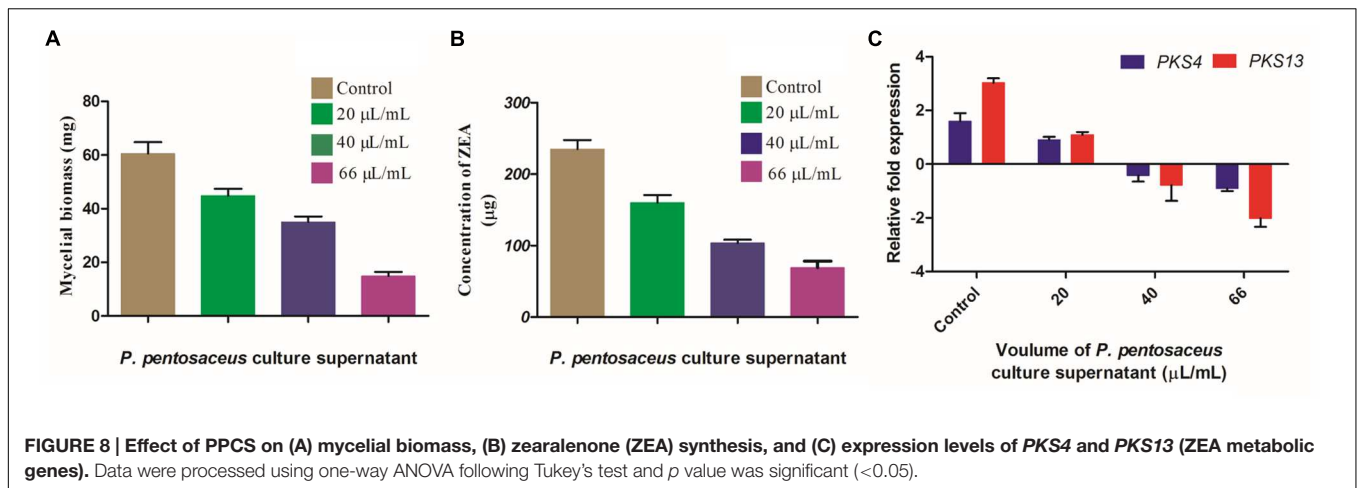 A
Mycelial biomass (mg)
80
60
40
20
0
Control
20 μL/mL
40 μL/mL
66 μL/mL
P. pentosaceus culture supernatant
B
Concentration of ZEA
(μg)
300
200
100
0
Control
20 μL/mL
40 μL/mL
66 μL/mL
P. pentosaceus culture supernatant
C
Relative fold expression
4
2
0
-2
-4
PKS4
PKS13
Control
20
40
66
Voulume of P. pentosaceus
culture supernatant (μL/mL)
FIGURE 8 | Effect of PPCS on (A) mycelial biomass, (B) zearalenone (ZEA) synthesis, and (C) expression levels of PKS4 and PKS13 (ZEA metabolic
genes). Data were processed using one-way ANOVA following Tukey's test and p value was significant (<0.05).